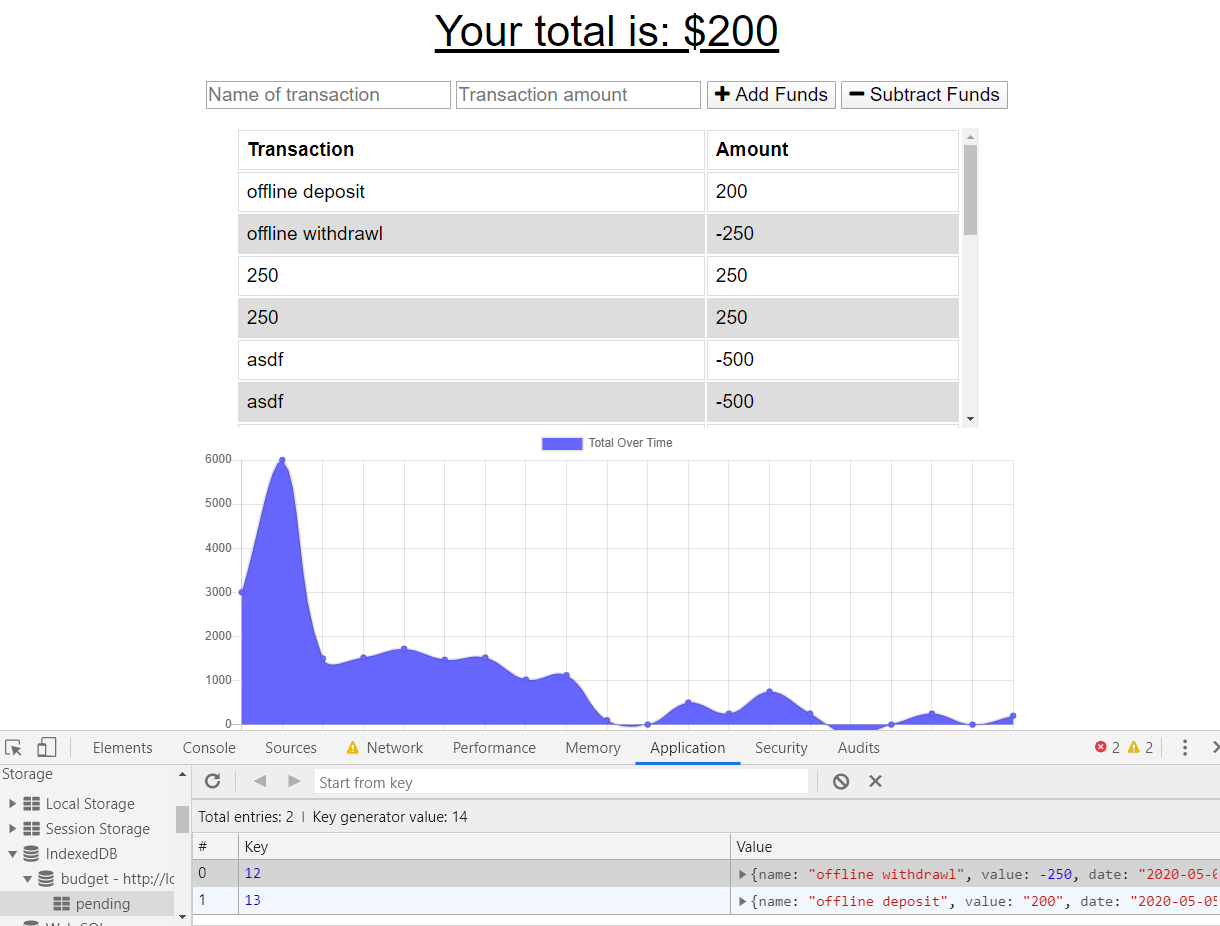 Your total is: $200
Name of transaction Transaction amount + Add Funds − Subtract Funds
Transaction Amount
offline deposit 200
offline withdrawl -250
250 250
250 250
asdf -500
asdf -500
Total Over Time
6000
5000
4000
3000
2000
1000
0
Elements Console Sources Network Performance Memory Application Security Audits 2 2
Storage
Start from key
Local Storage
Total entries: 2 | Key generator value: 14
Session Storage
# Key Value
IndexedDB
0 12 {name: "offline withdrawl", value: -250, date: "2020-05-0
budget - http://lo
1 13 {name: "offline deposit", value: "200", date: "2020-05-05
pending